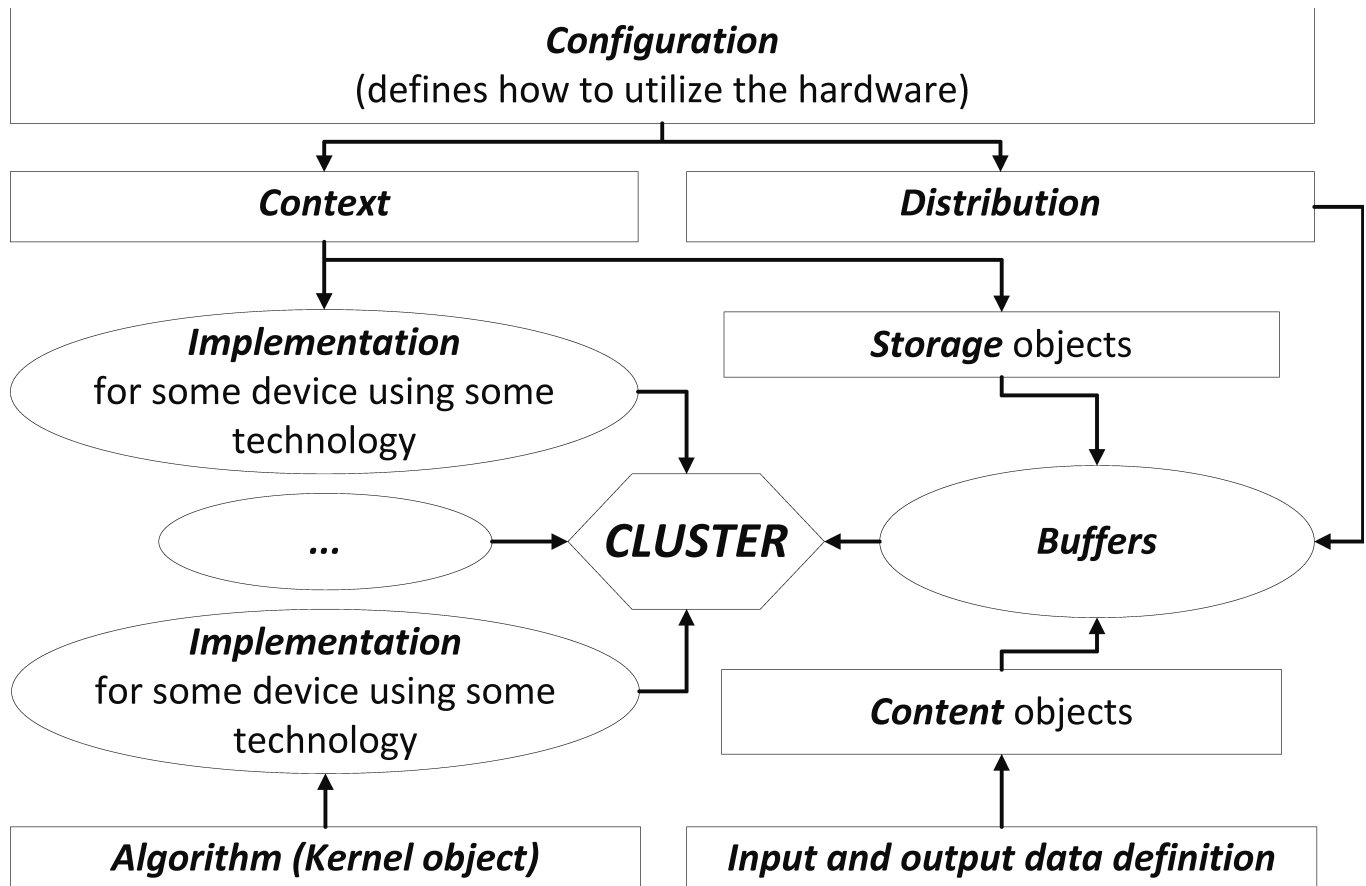 Configuration
(defines how to utilize the hardware)
Context
Distribution
Implementation
for some device using some
technology
Storage objects
...
CLUSTER
Buffers
Implementation
for some device using some
technology
Content objects
Algorithm (Kernel object)
Input and output data definition